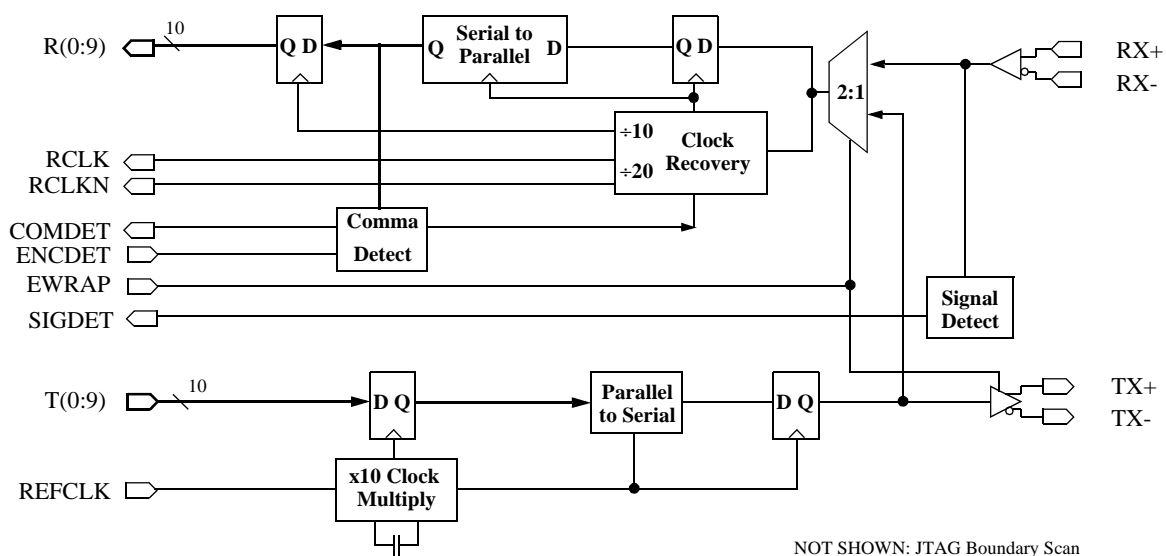 10
R(0:9)
Q D
Q
Serial to
Parallel
D
Q D
2:1
RX+
RX-
÷10
÷20
Clock
Recovery
RCLK
RCLKN
COMDET
ENCDET
Comma
Detect
EWRAP
SIGDET
Signal
Detect
10
T(0:9)
D Q
Parallel
to Serial
D Q
TX+
TX-
REFCLK
x10 Clock
Multiply
NOT SHOWN: JTAG Boundary Scan